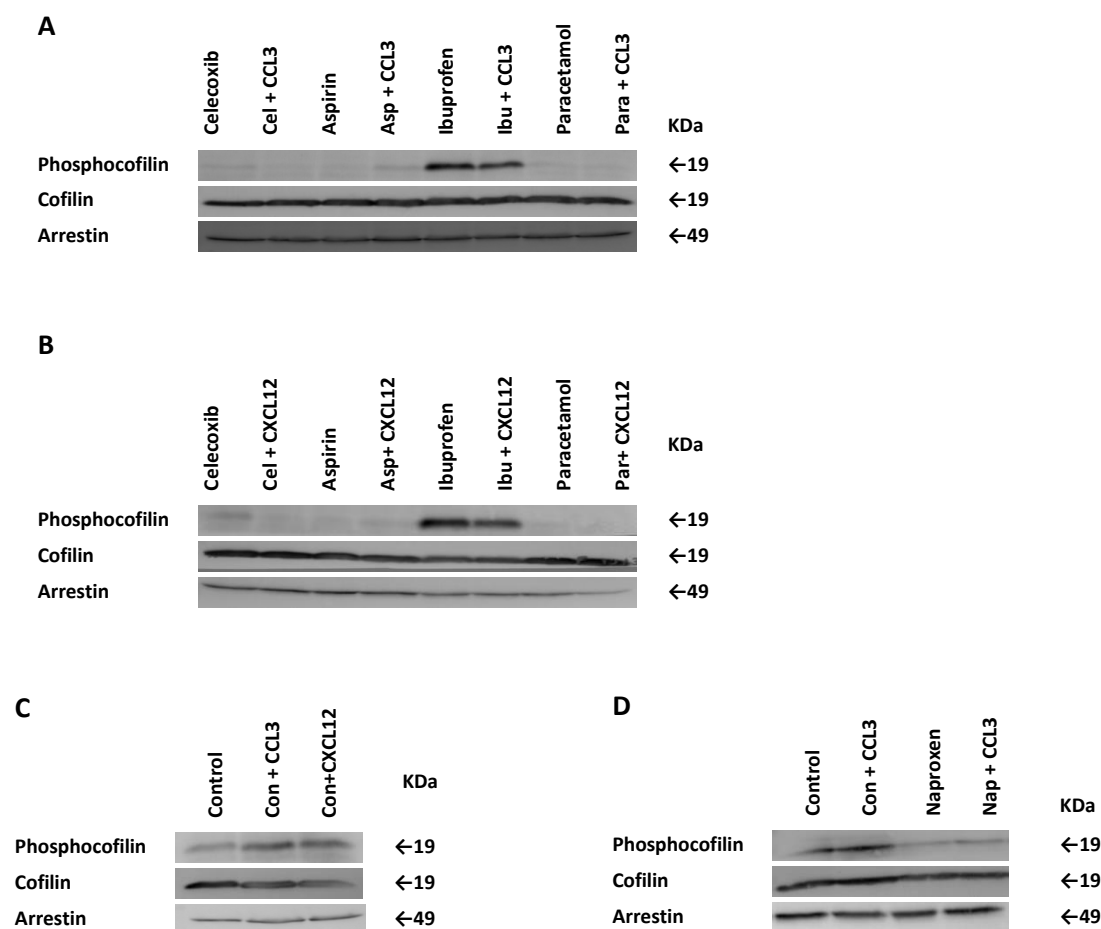 A
Celecoxib
Cel + CCL3
Aspirin
Asp + CCL3
Ibuprofen
Ibu + CCL3
Paracetamol
Para + CCL3
KDa
Phosphocofilin ←19
Cofilin ←19
Arrestin ←49
B
Celecoxib
Cel + CXCL12
Aspirin
Asp+ CXCL12
Ibuprofen
Ibu + CXCL12
Paracetamol
Par+ CXCL12
KDa
Phosphocofilin ←19
Cofilin ←19
Arrestin ←49
C
Control
Con + CCL3
Con+CXCL12
KDa
Phosphocofilin ←19
Cofilin ←19
Arrestin ←49
D
Control
Con + CCL3
Naproxen
Nap + CCL3
KDa
Phosphocofilin ←19
Cofilin ←19
Arrestin ←49